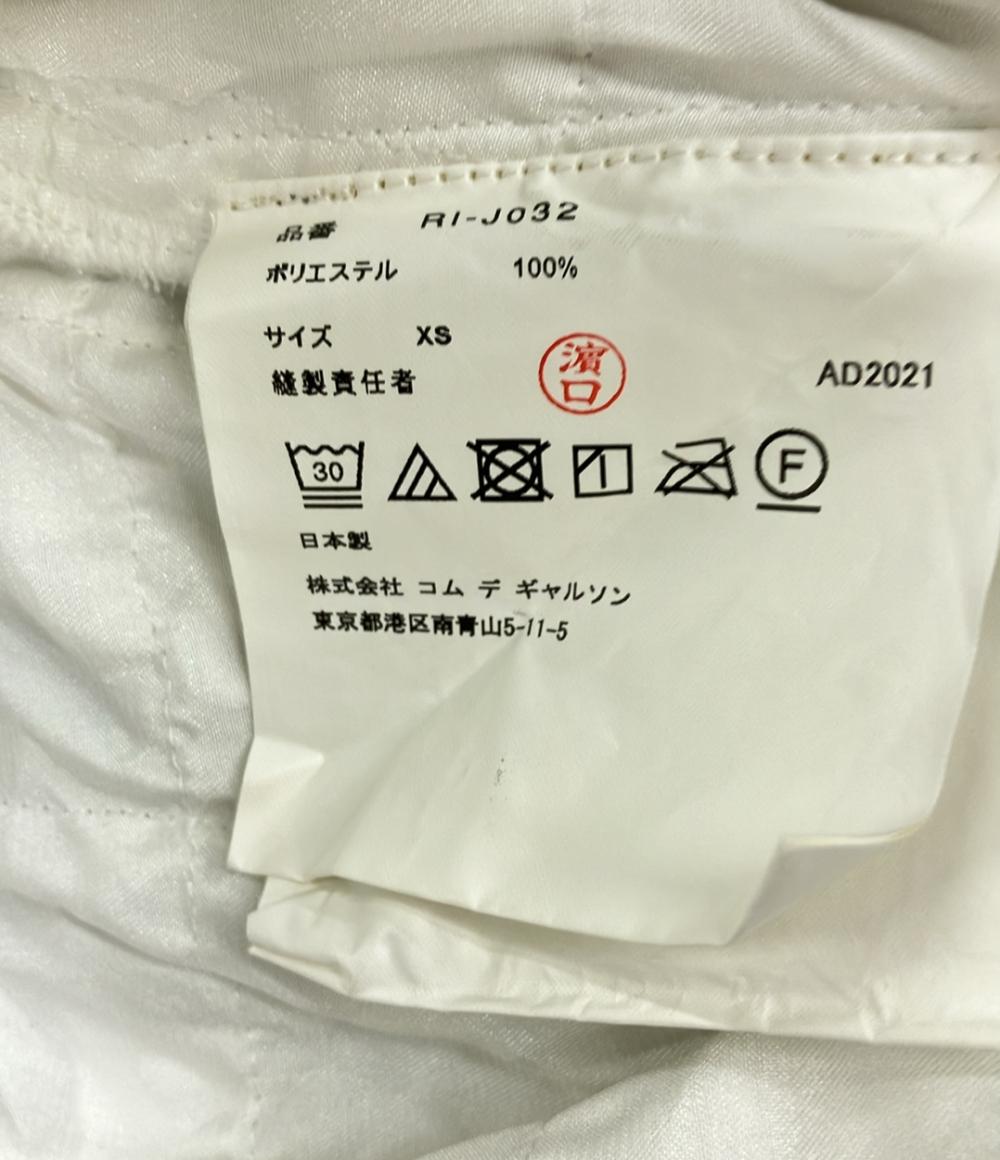 品番 RI-J032
ポリエステル 100%
サイズ XS
縫製責任者 濱口 AD2021
30 F
日本製
株式会社 コム デ ギャルソン
東京都港区南青山5-11-5